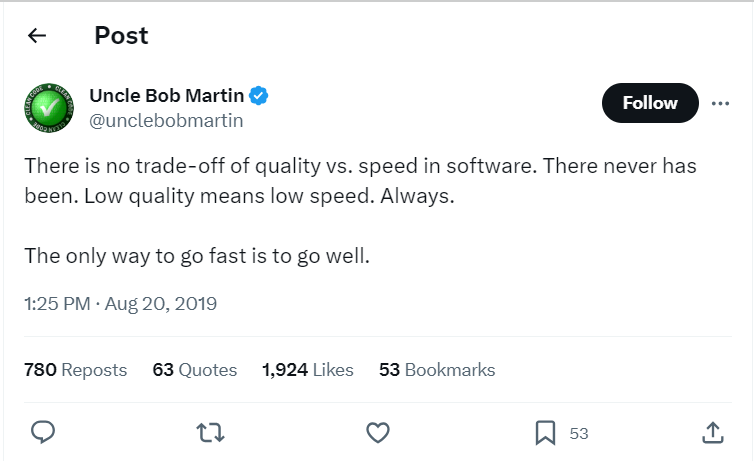 Post
Uncle Bob Martin
@unclebobmartin
Follow
There is no trade-off of quality vs. speed in software. There never has
been. Low quality means low speed. Always.
The only way to go fast is to go well.
1:25 PM · Aug 20, 2019
780 Reposts 63 Quotes 1,924 Likes 53 Bookmarks
53